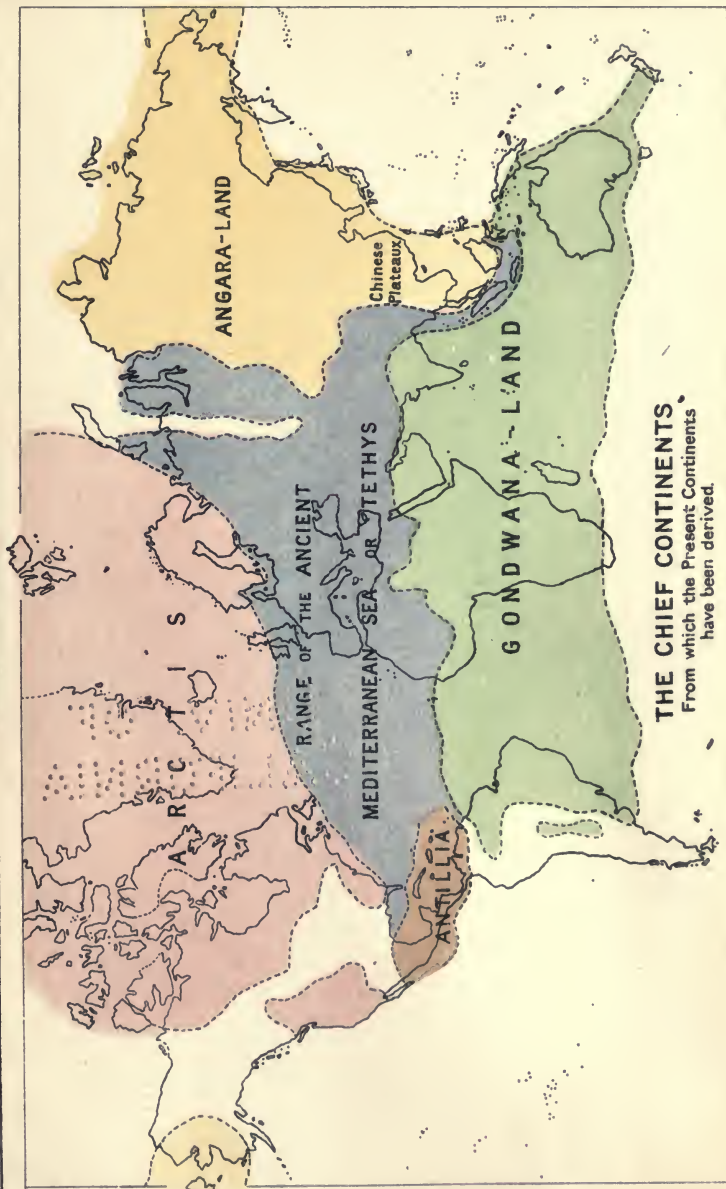 ANGARA-LAND
Chinese
Plateaux
ARCTIS
RANGE OF THE ANCIENT
MEDITERRANEAN SEA OR TETHYS
ANTILLIA
GONDWANA-LAND
THE CHIEF CONTINENTS
From which the Present Continents
have been derived.